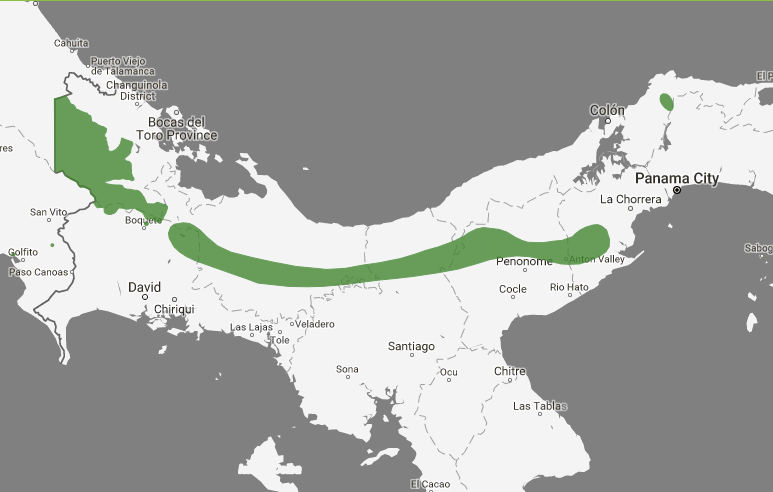 Cahuita
Puerto Viejo
de Talamanca
Changuinola
District
Bocas del
Toro Province
Colón
El P
Panama City
La Chorrera
res
San Vito
Boquete
Golfito
Paso Canoas
Sabog
Anton Valley
Penonome
David
Chiriqui
Cocle
Rio Hato
Las Lajas
Veladero
Tole
Santiago
Sona
Ocu
Chitre
Las Tablas
El Cacao